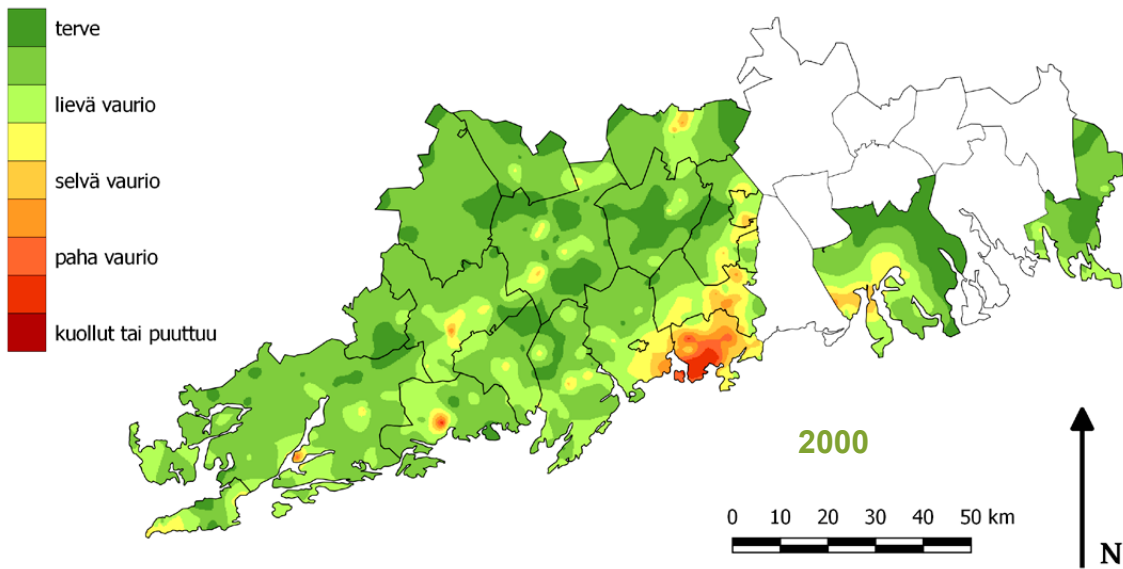 terve
lievä vaurio
selvä vaurio
paha vaurio
kuollut tai puuttuu
2000
0 10 20 30 40 50 km
N